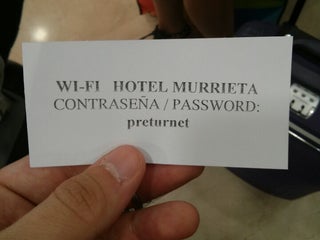 WI-FI HOTEL MURRIETA
CONTRASEÑA / PASSWORD:
preturnet